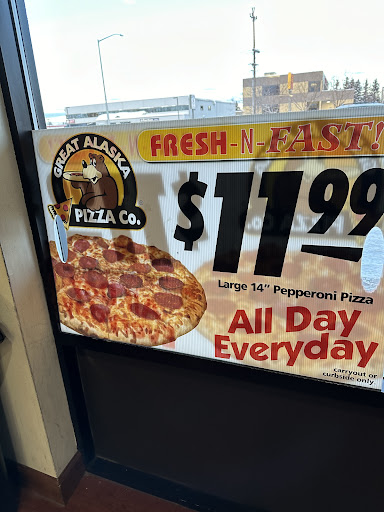 GREAT ALASKA
PIZZA CO.
FRESH-N-FAST!
$11.99
Large 14" Pepperoni Pizza
All Day
Everyday
carryout or
curbside only